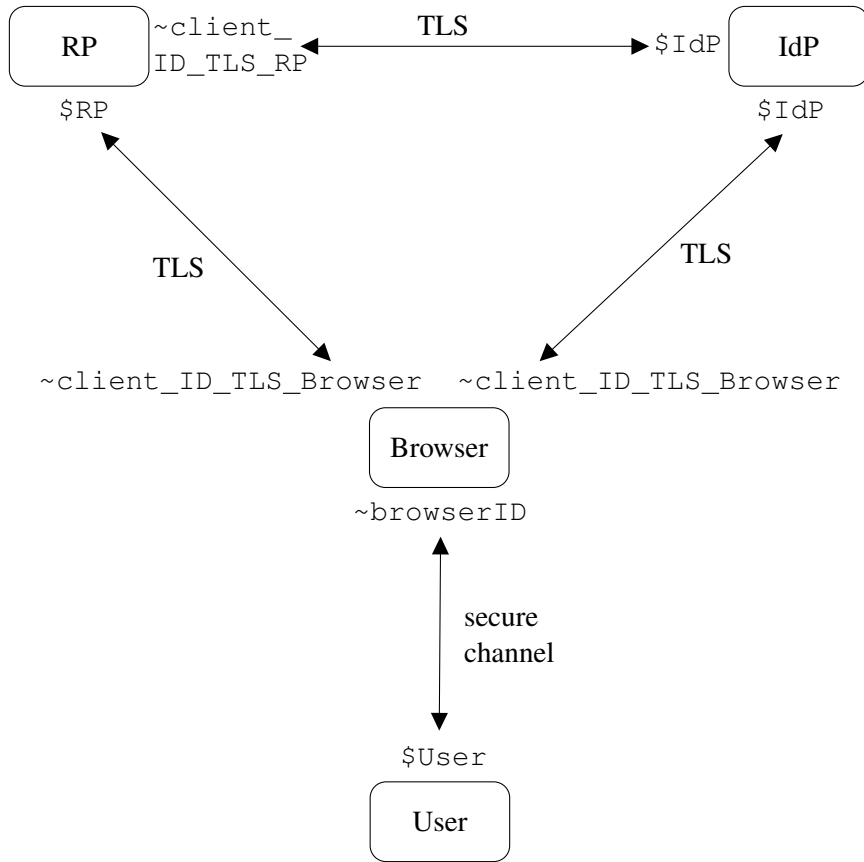 RP
~client_
ID_TLS_RP
TLS
$IdP
IdP
$RP
$IdP
TLS
TLS
~client_ID_TLS_Browser
~client_ID_TLS_Browser
Browser
~browserID
secure
channel
$User
User